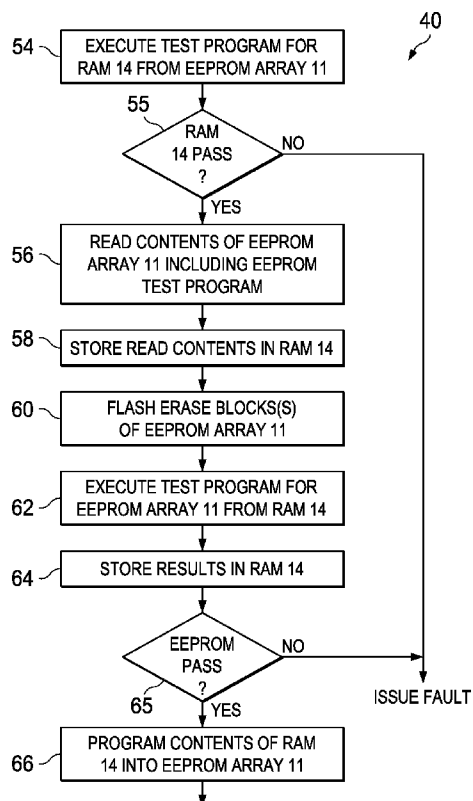 40
54
EXECUTE TEST PROGRAM FOR
RAM 14 FROM EEPROM ARRAY 11
55
RAM
14 PASS
?
NO
YES
56
READ CONTENTS OF EEPROM
ARRAY 11 INCLUDING EEPROM
TEST PROGRAM
58
STORE READ CONTENTS IN RAM 14
60
FLASH ERASE BLOCKS(S)
OF EEPROM ARRAY 11
62
EXECUTE TEST PROGRAM FOR
EEPROM ARRAY 11 FROM RAM 14
64
STORE RESULTS IN RAM 14
EEPROM
PASS
?
NO
65
YES
ISSUE FAULT
66
PROGRAM CONTENTS OF RAM
14 INTO EEPROM ARRAY 11